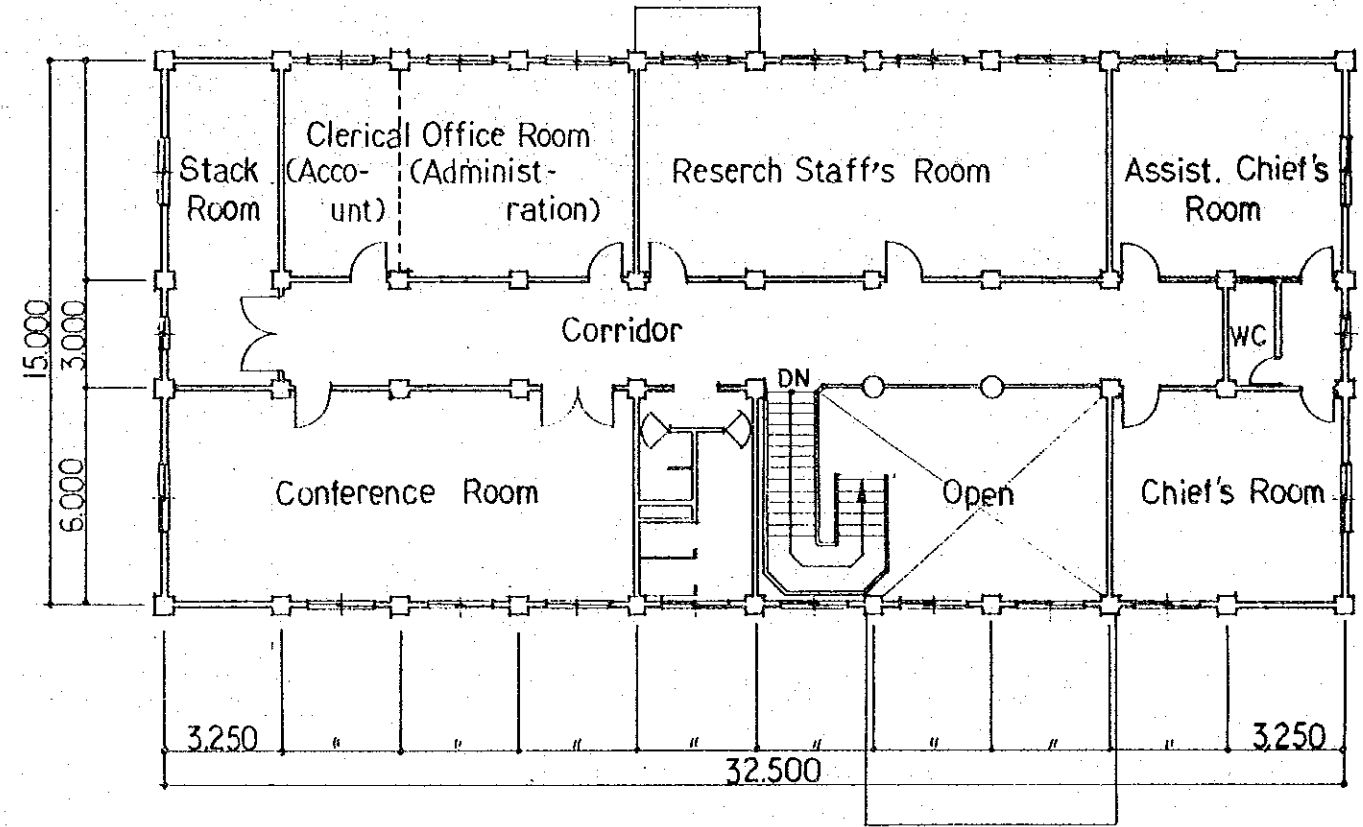 Clerical Office Room
Stack
Room
(Acco-
unt)
(Administ-
ration)
Reserch Staff's Room
Assist. Chief's
Room
15.000
3.000
6.000
Corridor
WC
DN
Conference Room
Open
Chief's Room
3.250
"
"
"
"
"
"
"
"
3.250
32.500